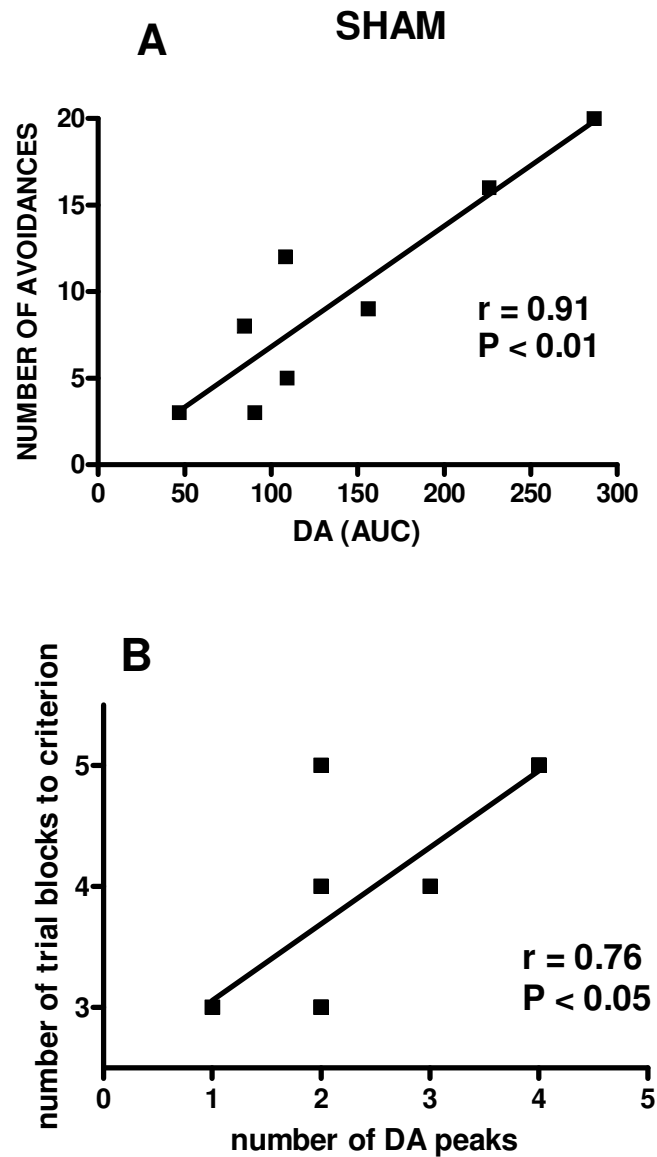 A
SHAM
NUMBER OF AVOIDANCES
20
15
10
5
0
r = 0.91
P < 0.01
0 50 100 150 200 250 300
DA (AUC)
B
number of trial blocks to criterion
5
4
3
r = 0.76
P < 0.05
0 1 2 3 4 5
number of DA peaks